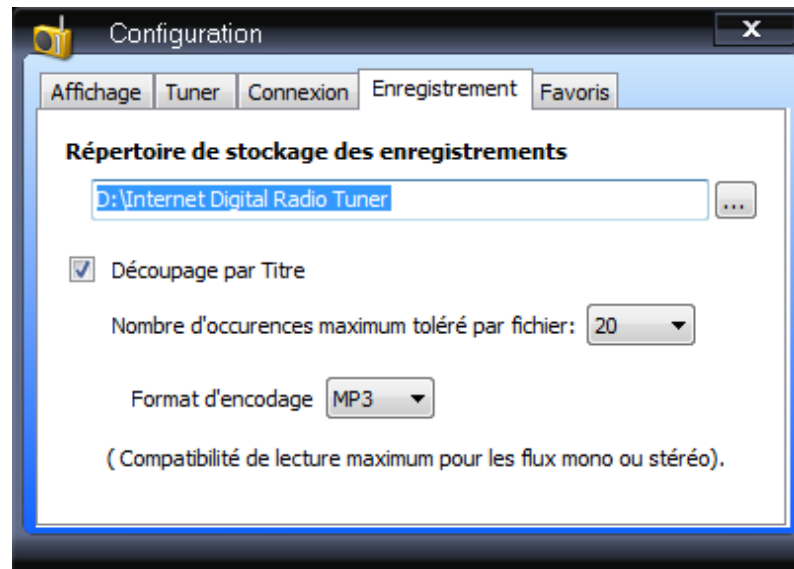 Configuration
X
Affichage Tuner Connexion Enregistrement Favoris
Répertoire de stockage des enregistrements
D:\Internet Digital Radio Tuner
...
Découpage par Titre
Nombre d'occurences maximum toléré par fichier: 20
Format d'encodage MP3
( Compatibilité de lecture maximum pour les flux mono ou stéréo).